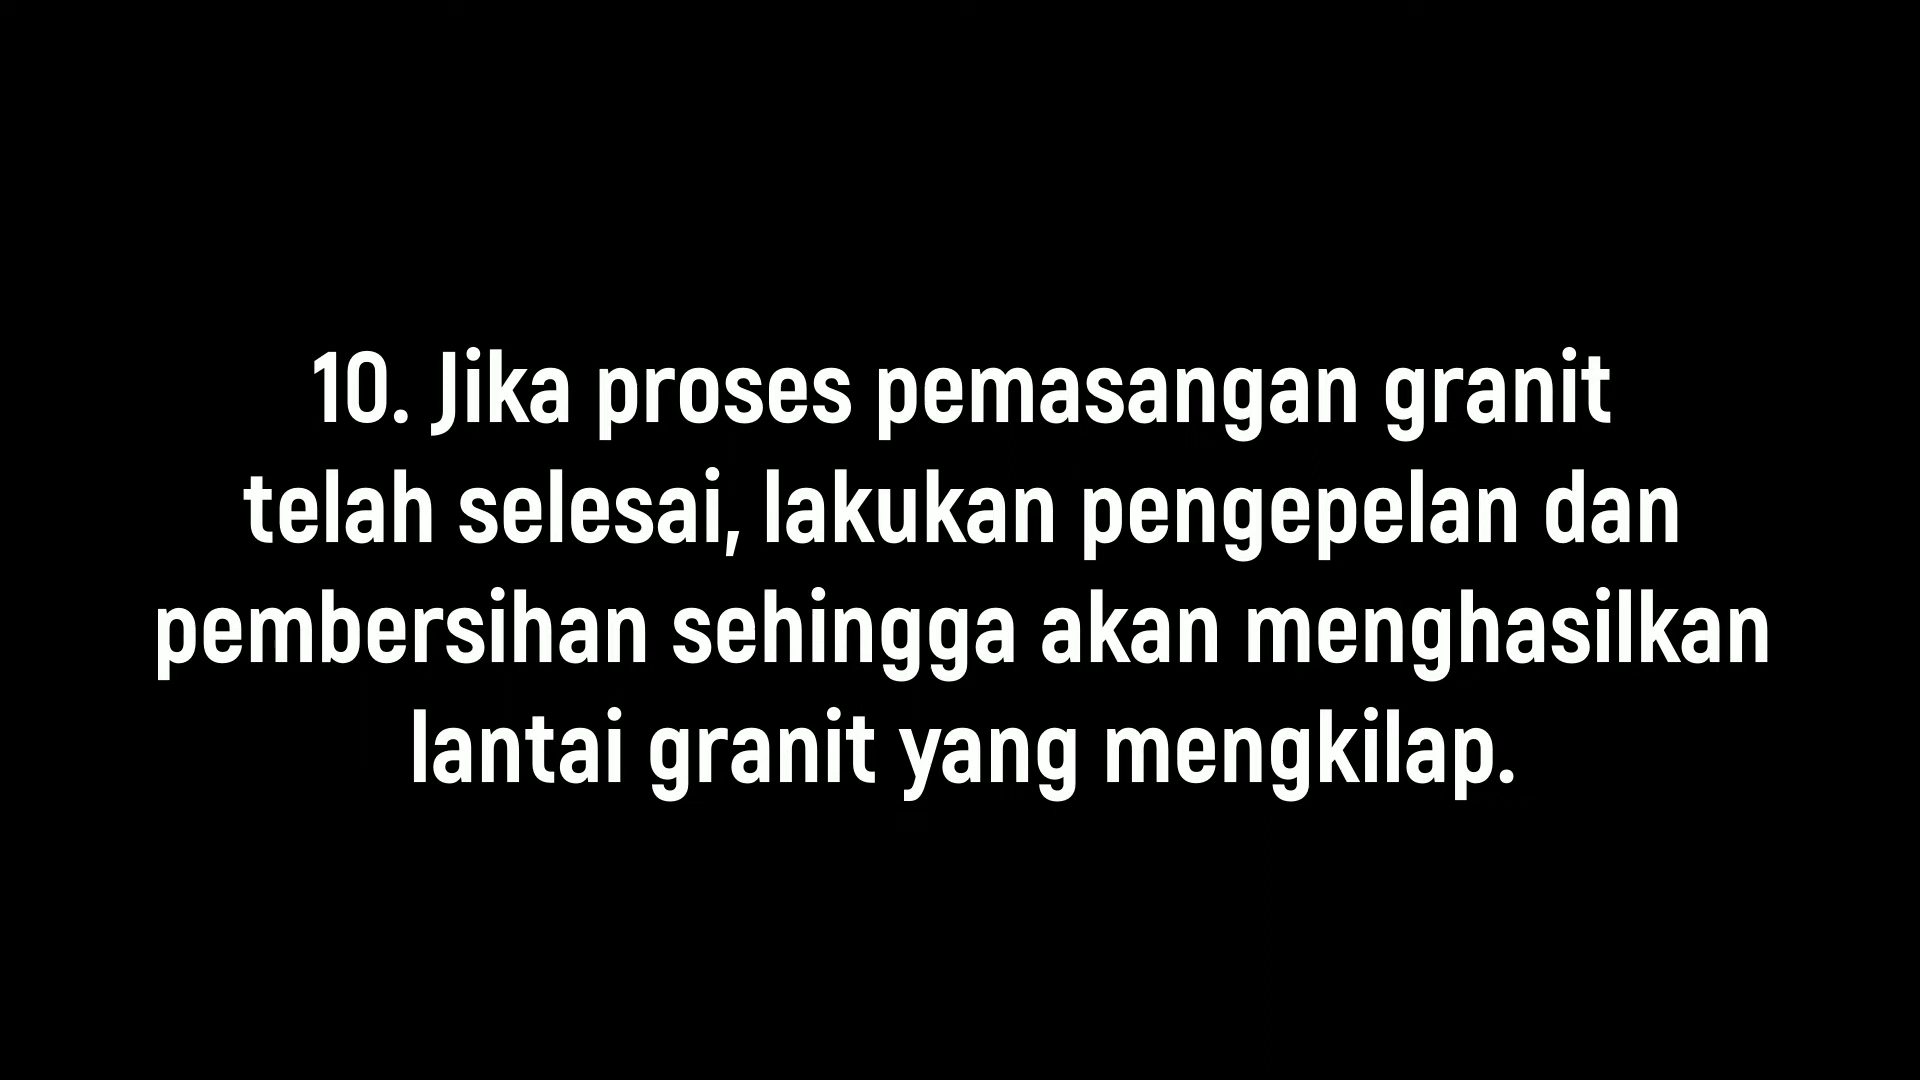 10. Jika proses pemasangan granit
telah selesai, lakukan pengepelan dan
pembersihan sehingga akan menghasilkan
lantai granit yang mengkilap.